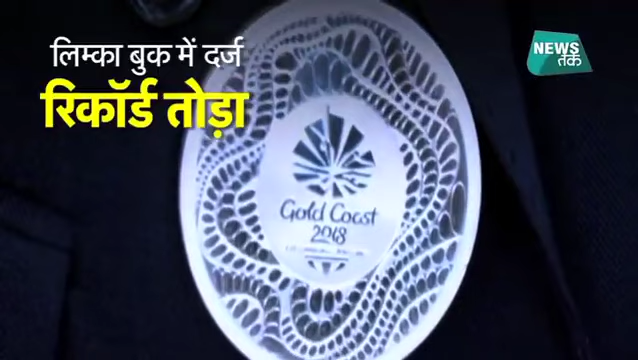 लिम्का बुक में दर्ज
रिकॉर्ड तोड़ा
NEWS
तक
Gold Coast
2018